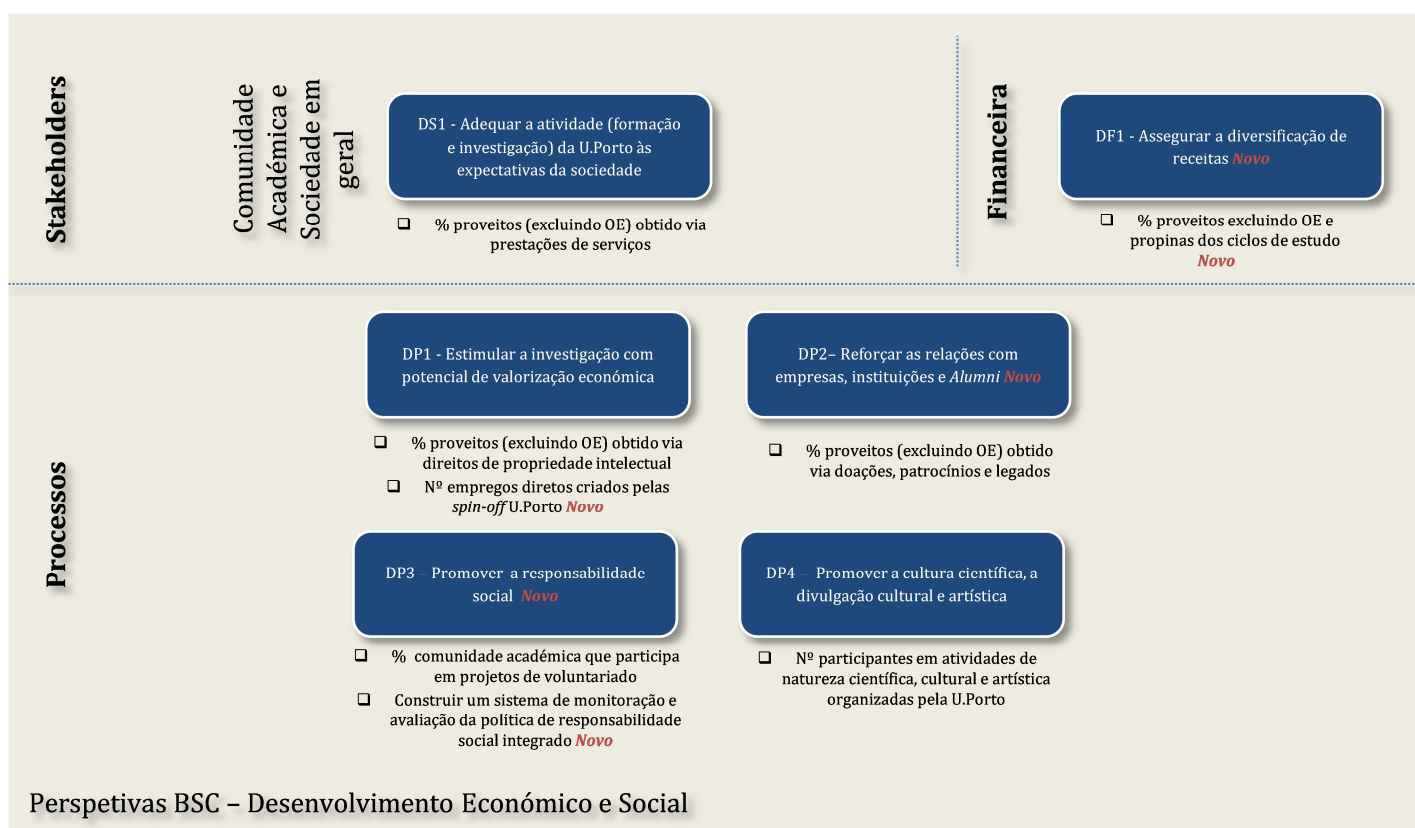 Stakeholders
Comunidade
Académica e
Sociedade em
geral
DS1 - Adequar a atividade (formação
e investigação) da U.Porto às
expectativas da sociedade
❑ % proveitos (excluindo OE) obtido via
prestações de serviços
Financeira
DF1 - Assegurar a diversificação de
receitas Novo
❑ % proveitos excluindo OE e
propinas dos ciclos de estudo
Novo
Processos
DP1 - Estimular a investigação com
potencial de valorização económica
❑ % proveitos (excluindo OE) obtido via
direitos de propriedade intelectual
❑ Nº empregos diretos criados pelas
spin-off U.Porto Novo
DP2– Reforçar as relações com
empresas, instituições e Alumni Novo
❑ % proveitos (excluindo OE) obtido
via doações, patrocínios e legados
DP3 – Promover a responsabilidade
social Novo
❑ % comunidade académica que participa
em projetos de voluntariado
❑ Construir um sistema de monitoração e
avaliação da política de responsabilidade
social integrado Novo
DP4 – Promover a cultura científica, a
divulgação cultural e artística
❑ Nº participantes em atividades de
natureza científica, cultural e artística
organizadas pela U.Porto
Perspetivas BSC – Desenvolvimento Económico e Social